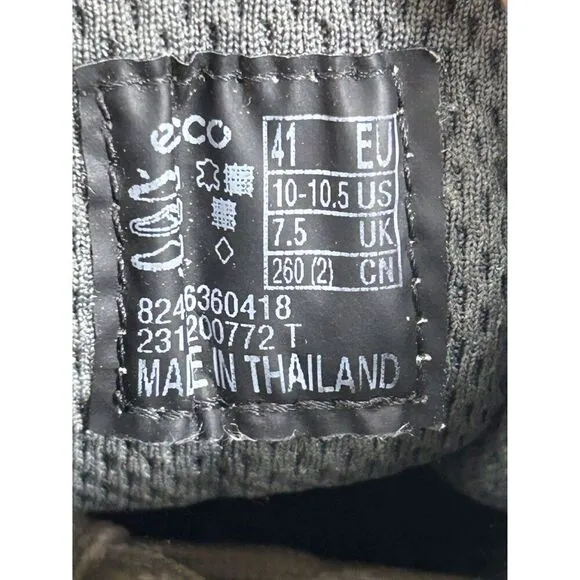 ecco
41 EU
10-10.5 US
7.5 UK
260 (2) CN
8246360418
231200772 T
MADE IN THAILAND